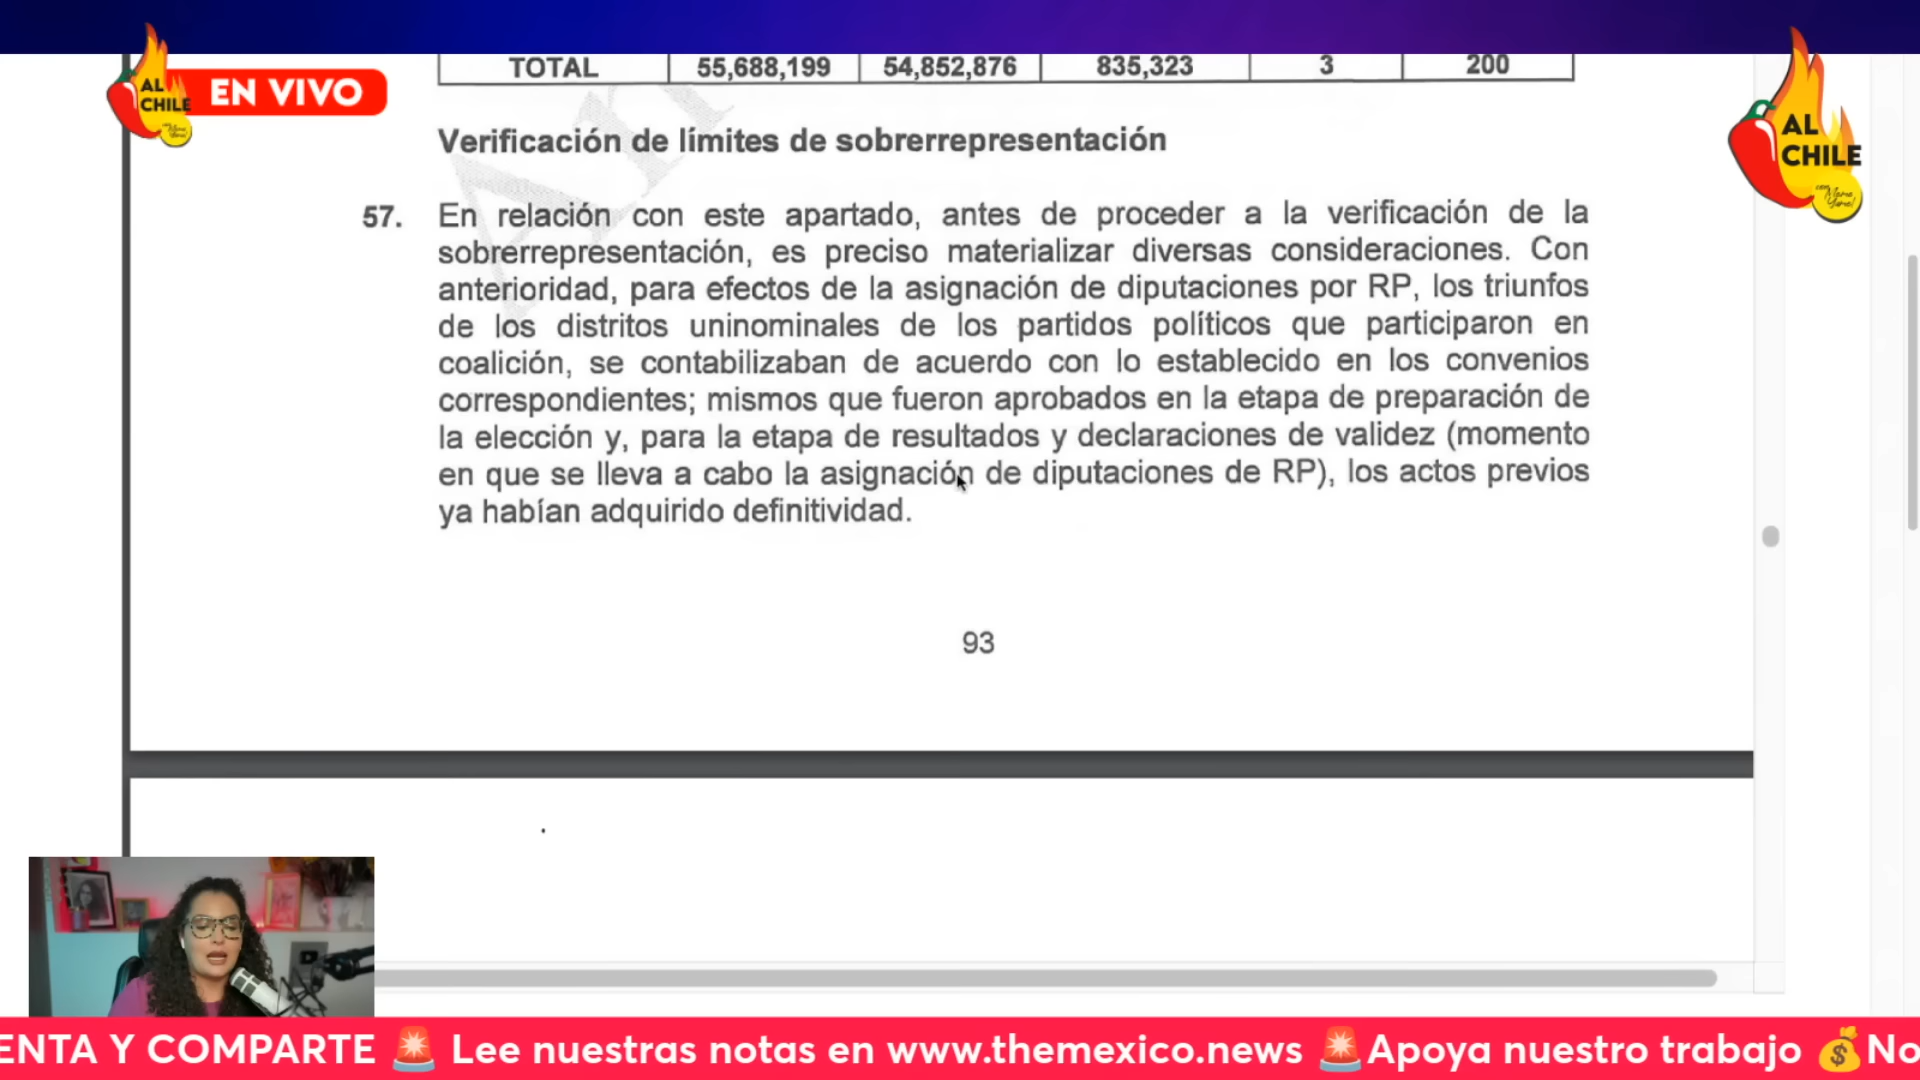 TOTAL 55,688,199 54,852,876 835,323 3 200
AL CHILE
EN VIVO
AL CHILE
Verificación de límites de sobrerrepresentación
57. En relación con este apartado, antes de proceder a la verificación de la
sobrerrepresentación, es preciso materializar diversas consideraciones. Con
anterioridad, para efectos de la asignación de diputaciones por RP, los triunfos
de los distritos uninominales de los partidos políticos que participaron en
coalición, se contabilizaban de acuerdo con lo establecido en los convenios
correspondientes; mismos que fueron aprobados en la etapa de preparación de
la elección y, para la etapa de resultados y declaraciones de validez (momento
en que se lleva a cabo la asignación de diputaciones de RP), los actos previos
ya habían adquirido definitividad.
93
ENTA Y COMPARTE 🚨 Lee nuestras notas en www.themexico.news 🚨Apoya nuestro trabajo 💰No